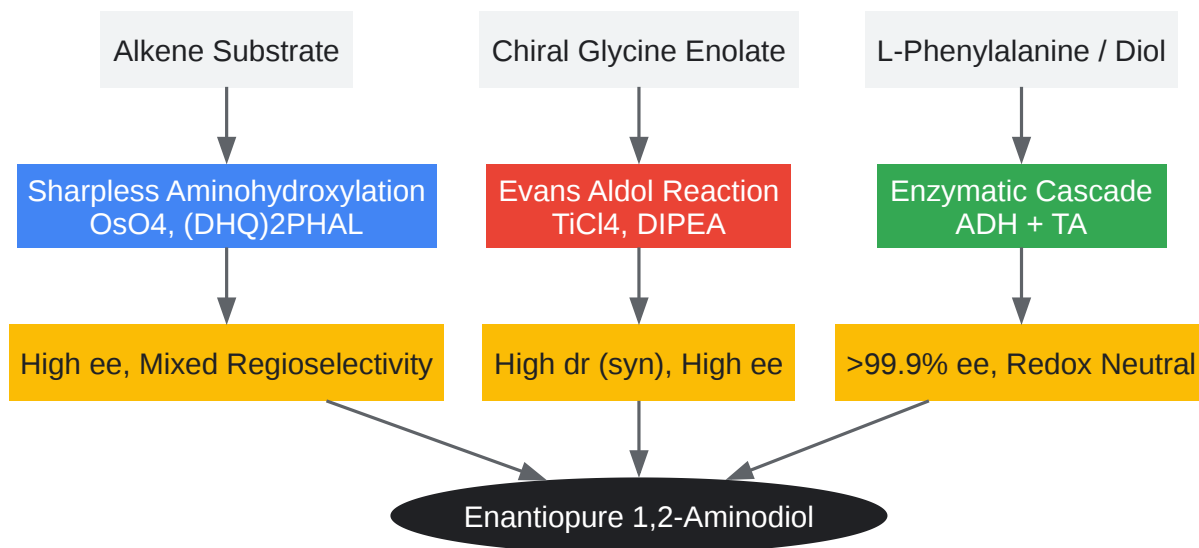 Alkene Substrate
Chiral Glycine Enolate
L-Phenylalanine / Diol
Sharpless Aminohydroxylation
OsO4, (DHQ)2PHAL
Evans Aldol Reaction
TiCl4, DIPEA
Enzymatic Cascade
ADH + TA
High ee, Mixed Regioselectivity
High dr (syn), High ee
>99.9% ee, Redox Neutral
Enantiopure 1,2-Aminodiol